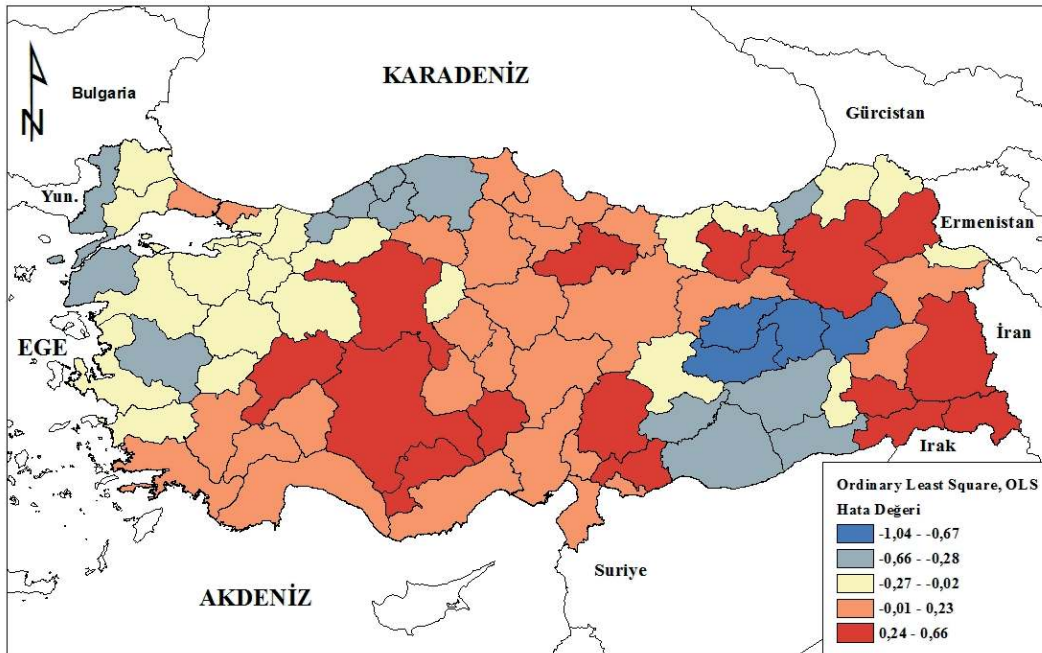 KARADENİZ
Bulgaria
N
Gürcistan
Yun.
Ermenistan
EGE
İran
Irak
Suriye
AKDENİZ
Ordinary Least Square, OLS
Hata Değeri
-1,04 - -0,67
-0,66 - -0,28
-0,27 - -0,02
-0,01 - 0,23
0,24 - 0,66